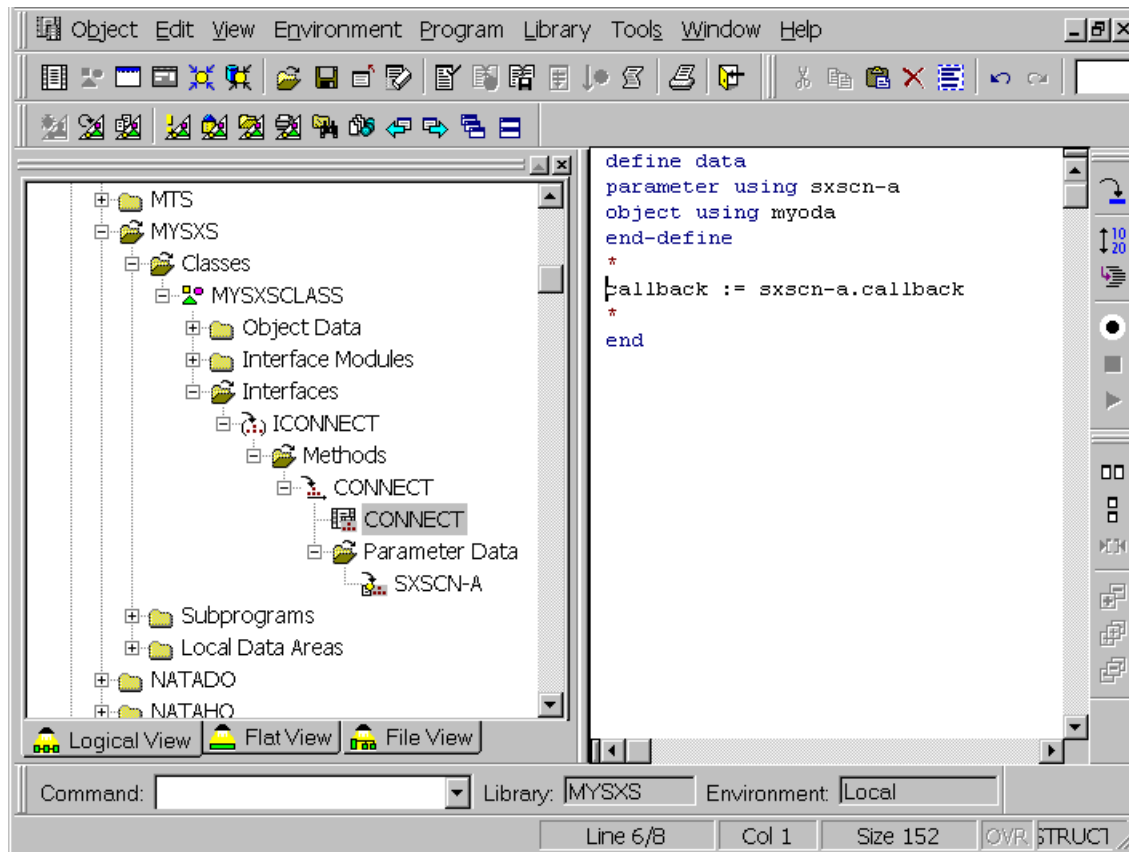 Object Edit View Environment Program Library Tools Window Help
10
20
MTS
MYSXS
Classes
MYSXSCLASS
Object Data
Interface Modules
Interfaces
ICONNECT
Methods
CONNECT
CONNECT
Parameter Data
SXSCN-A
Subprograms
Local Data Areas
NATADO
NATAHO
Logical View Flat View File View
define data
parameter using sxscn-a
object using myoda
end-define
*
callback := sxscn-a.callback
*
end
Command: Library: MYSXS Environment: Local
Line 6/8 Col 1 Size 152 OVR STRUCT